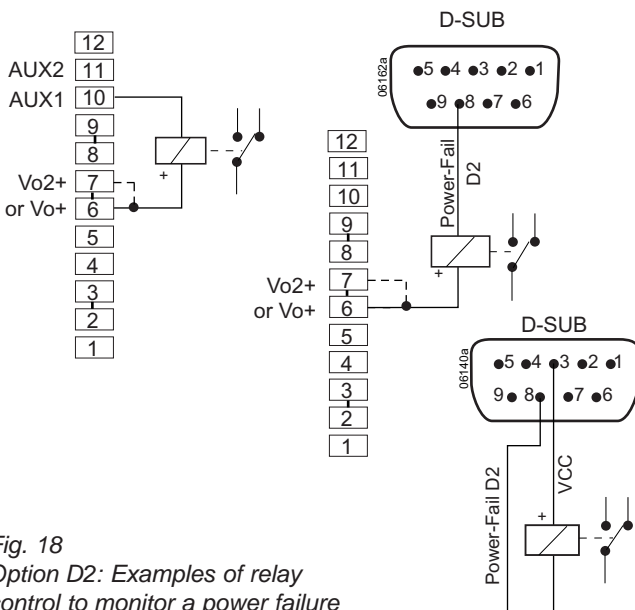 12
AUX2 11
AUX1 10
9
8
Vo2+ 7
or Vo+ 6
5
4
3
2
1
+
D-SUB
06162a
5 4 3 2 1
9 8 7 6
Power-Fail
D2
12
11
10
9
8
Vo2+ 7
or Vo+ 6
5
4
3
2
1
+
D-SUB
06140a
5 4 3 2 1
9 8 7 6
Power-Fail D2
VCC
+
Fig. 18
Option D2: Examples of relay
control to monitor a power failure